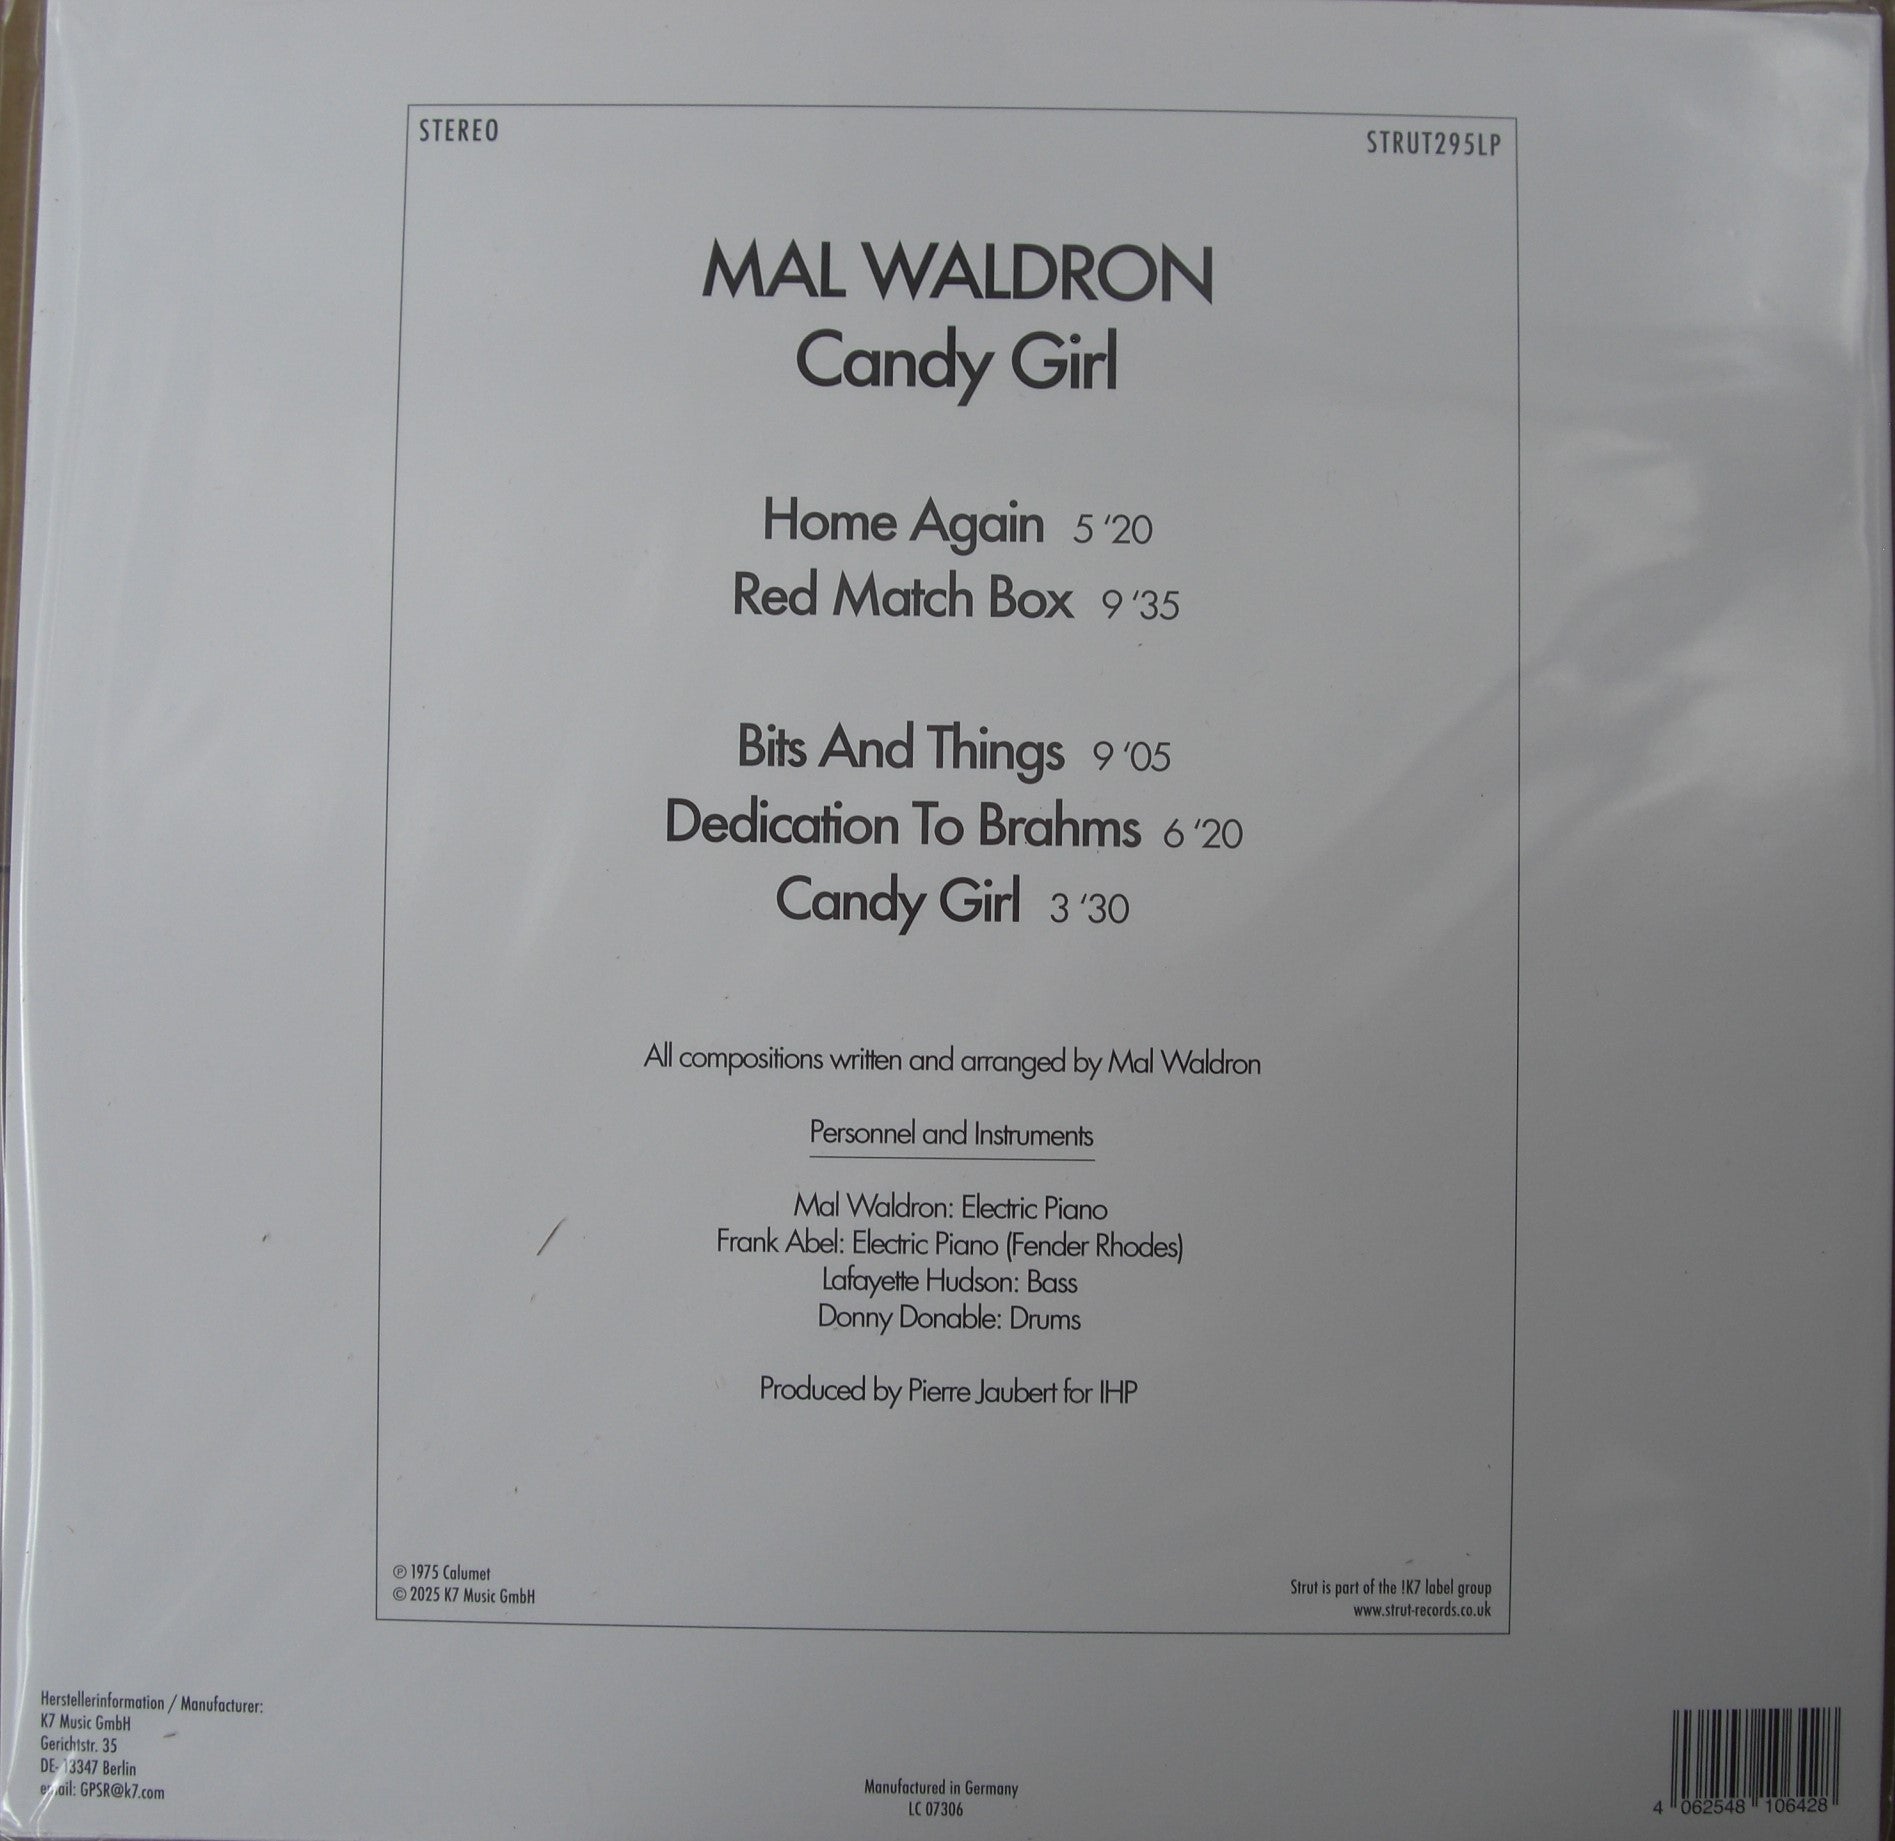 STEREO
STRUT295LP
MAL WALDRON
Candy Girl
Home Again 5 '20
Red Match Box 9 '35
Bits And Things 9 '05
Dedication To Brahms 6 '20
Candy Girl 3 '30
All compositions written and arranged by Mal Waldron
Personnel and Instruments
Mal Waldron: Electric Piano
Frank Abel: Electric Piano (Fender Rhodes)
Lafayette Hudson: Bass
Donny Donable: Drums
Produced by Pierre Jaubert for IHP
℗ 1975 Calumet
© 2025 K7 Music GmbH
Strut is part of the !K7 label group
www.strut-records.co.uk
Herstellerinformation / Manufacturer:
K7 Music GmbH
Gerichtstr. 35
DE- 13347 Berlin
email: GPSR@k7.com
Manufactured in Germany
LC 07306
4 062548 106428